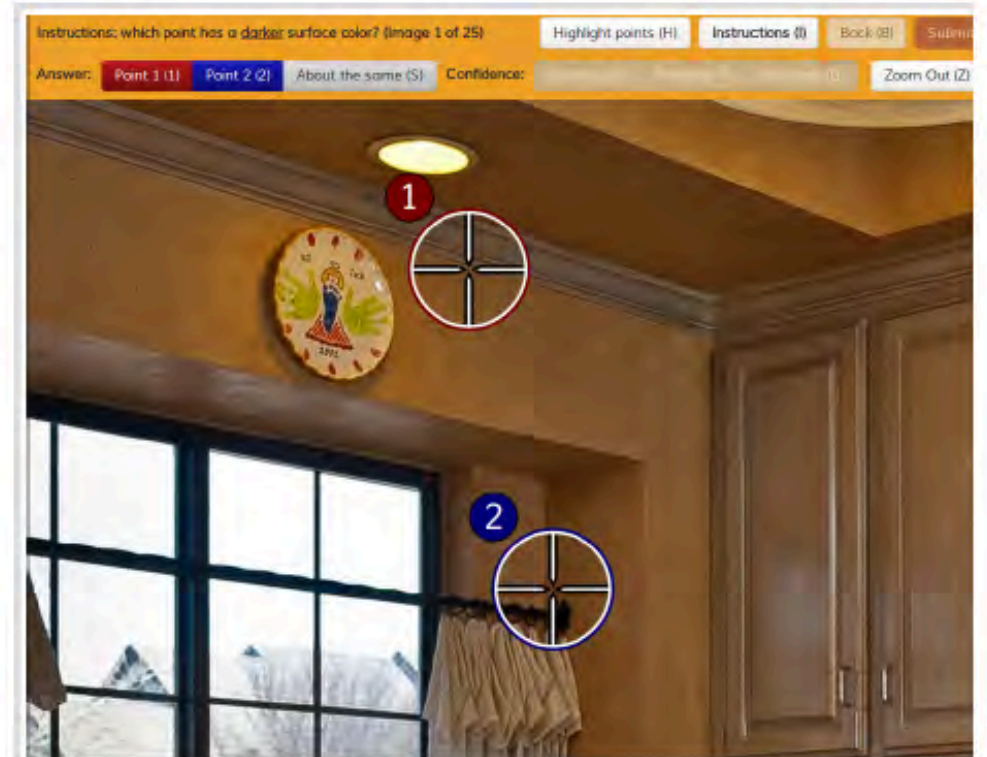 Instructions: which point has a darker surface color? (Image 1 of 25) Highlight points (H) Instructions (I) Back (B) Submit
Answer: Point 1 (1) Point 2 (2) About the same (S) Confidence: Zoom Out (Z)
1
2